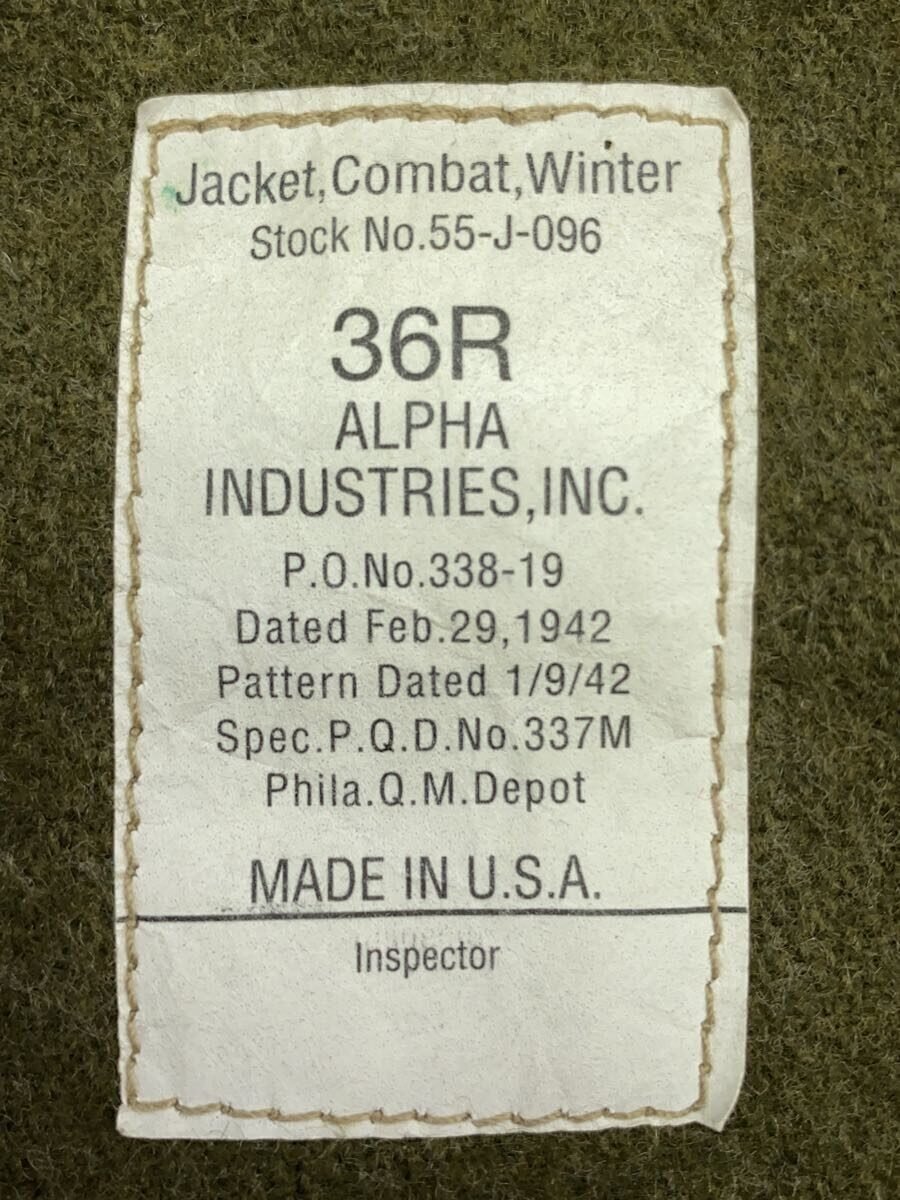 Jacket,Combat,Winter
Stock No.55-J-096
36R
ALPHA
INDUSTRIES,INC.
P.O.No.338-19
Dated Feb.29,1942
Pattern Dated 1/9/42
Spec.P.Q.D.No.337M
Phila.Q.M.Depot
MADE IN U.S.A.
Inspector